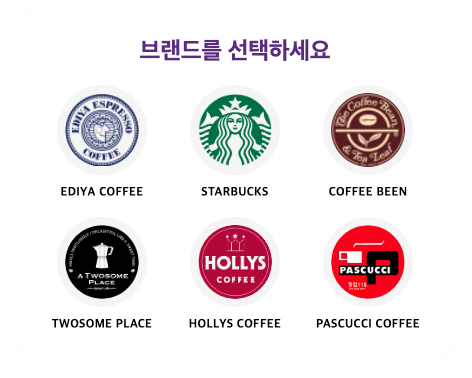 브랜드를 선택하세요
EDIYA ESPRESSO
COFFEE
The Coffee Bean
& Tea Leaf
EDIYA COFFEE
STARBUCKS
COFFEE BEEN
A TWOSOME
PLACE
HOLLYS
COFFEE
PASCUCCI
TWOSOME PLACE
HOLLYS COFFEE
PASCUCCI COFFEE